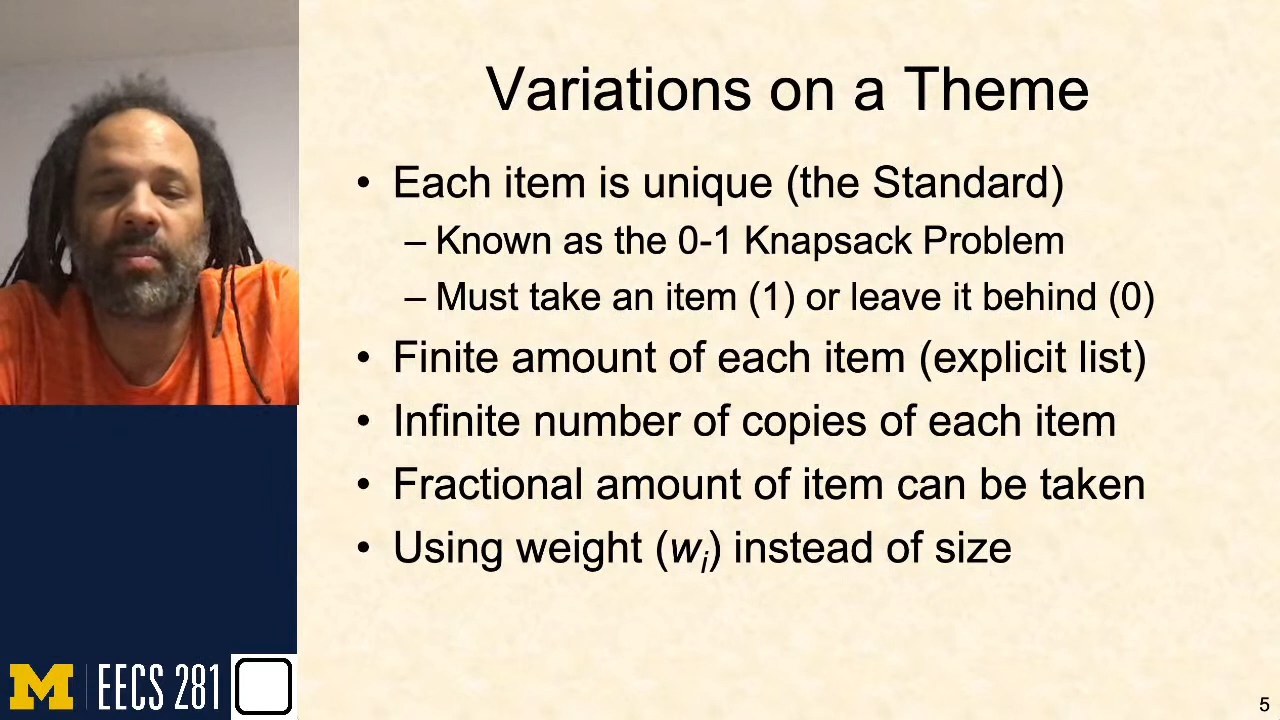 Variations on a Theme
• Each item is unique (the Standard)
– Known as the 0-1 Knapsack Problem
– Must take an item (1) or leave it behind (0)
• Finite amount of each item (explicit list)
• Infinite number of copies of each item
• Fractional amount of item can be taken
• Using weight (wᵢ) instead of size
M | EECS 281
5